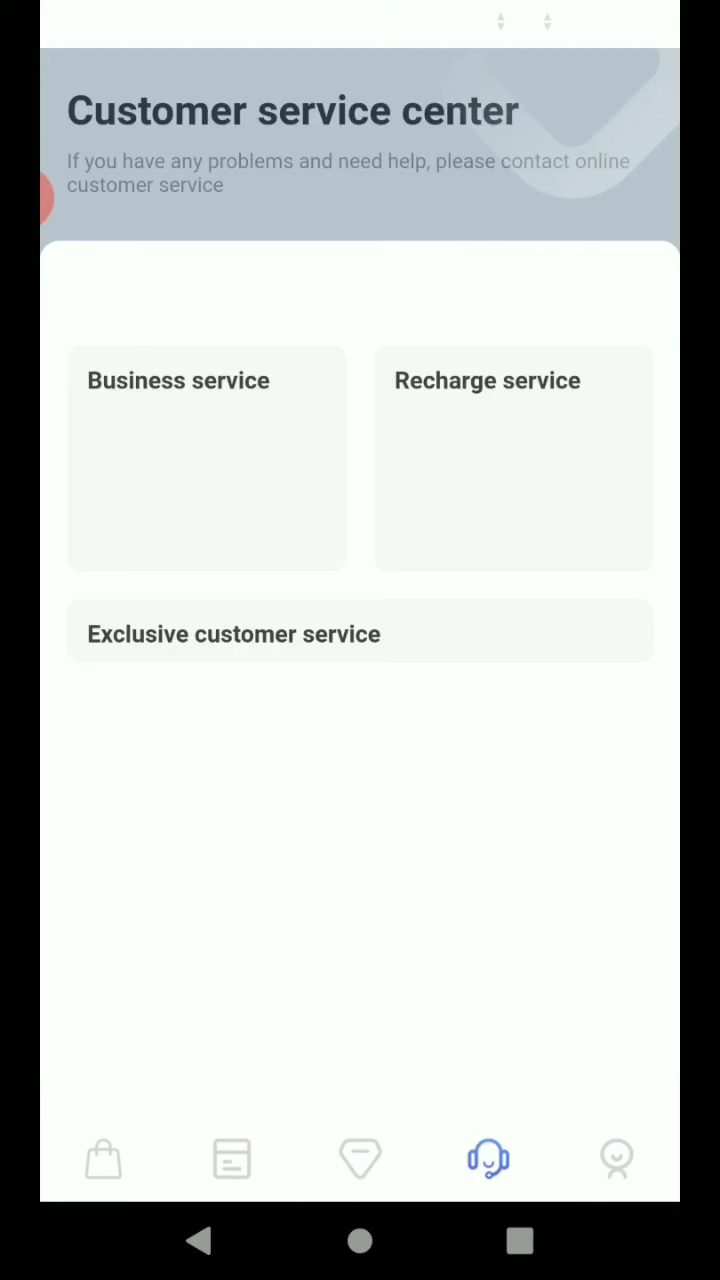 Customer service center
If you have any problems and need help, please contact online
customer service
Business service
Recharge service
Exclusive customer service